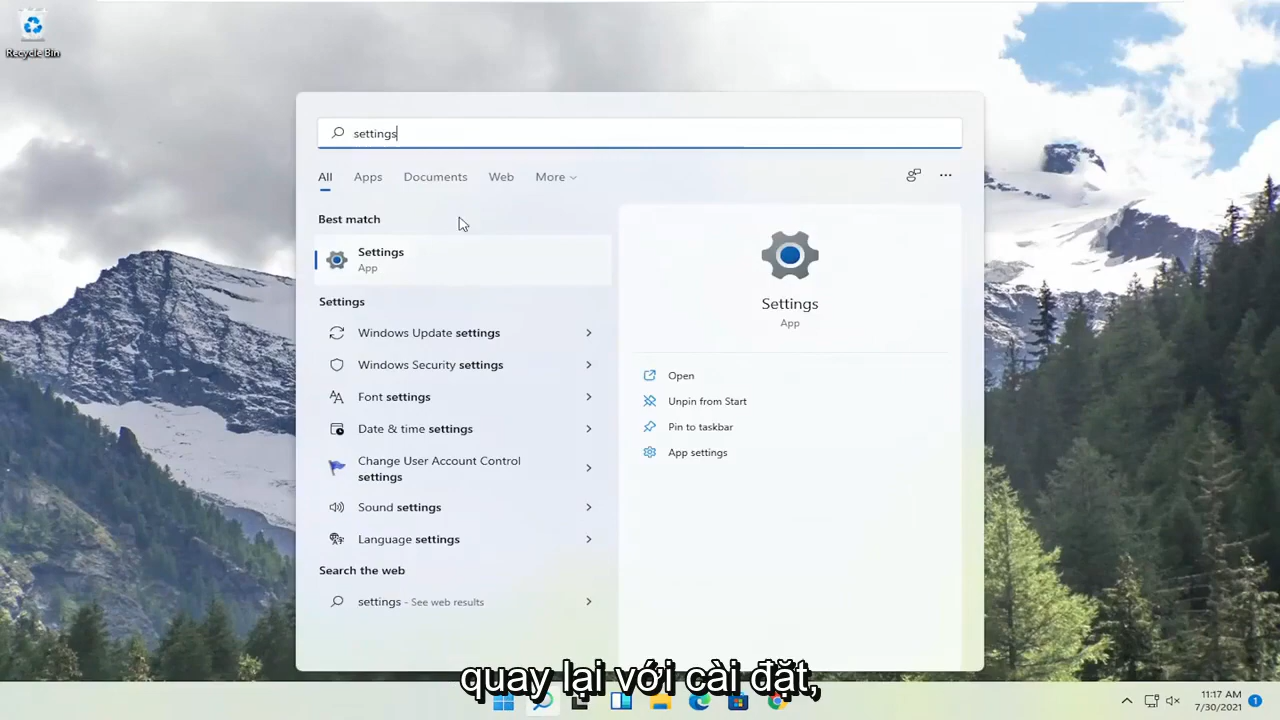 Recycle Bin
settings
All Apps Documents Web More
Best match
Settings
App
Settings
Windows Update settings
Windows Security settings
Font settings
Date & time settings
Change User Account Control
settings
Sound settings
Language settings
Search the web
settings - See web results
Settings
App
Open
Unpin from Start
Pin to taskbar
App settings
quay lại với cài đặt,
11:17 AM
7/30/2021
1